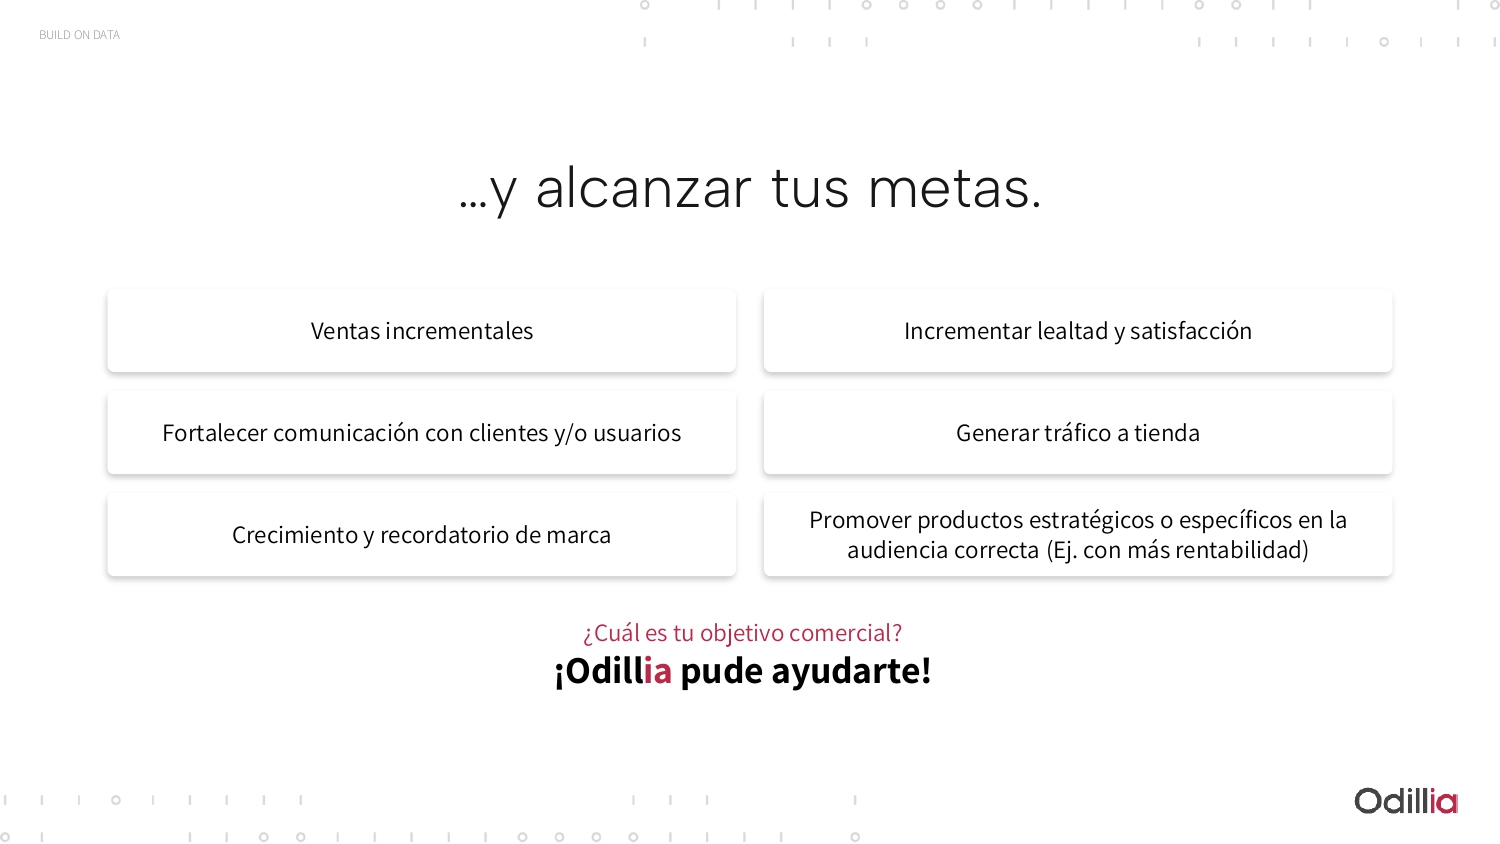 BUILD ON DATA
...y alcanzar tus metas.
Ventas incrementales
Incrementar lealtad y satisfacción
Fortalecer comunicación con clientes y/o usuarios
Generar tráfico a tienda
Crecimiento y recordatorio de marca
Promover productos estratégicos o específicos en la
audiencia correcta (Ej. con más rentabilidad)
¿Cuál es tu objetivo comercial?
¡Odillia pude ayudarte!
Odillia